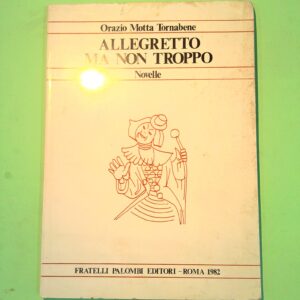 Orazio Motta Tornabene
ALLEGRETTO
MA NON TROPPO
Novelle
FRATELLI PALOMBI EDITORI - ROMA 1982